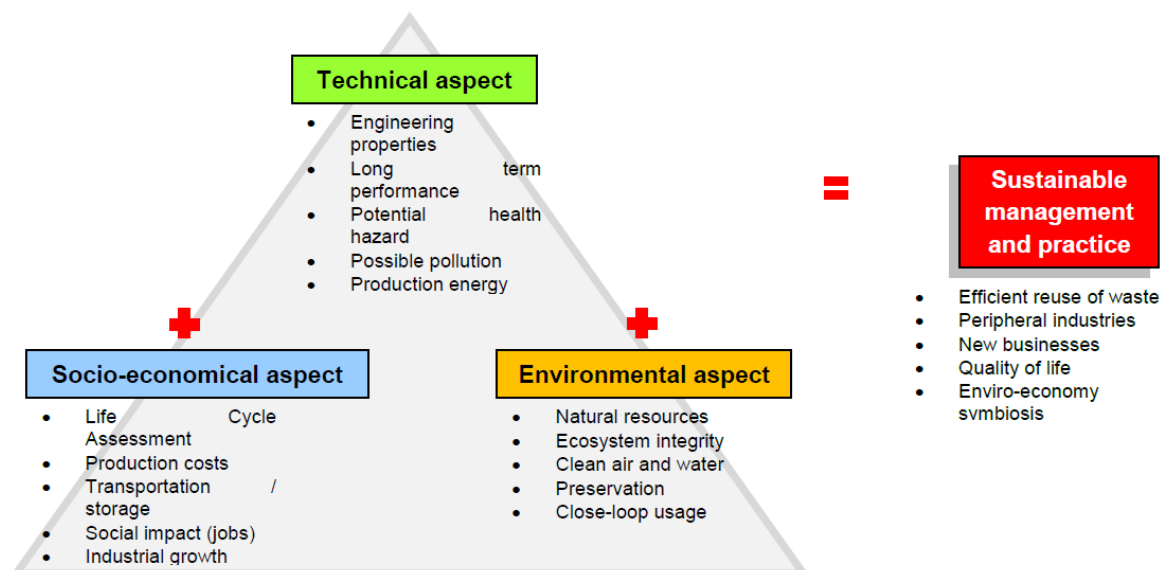 Technical aspect
• Engineering
properties
• Long term
performance
• Potential health
hazard
• Possible pollution
• Production energy
Socio-economical aspect
• Life Cycle
Assessment
• Production costs
• Transportation /
storage
• Social impact (jobs)
• Industrial growth
Environmental aspect
• Natural resources
• Ecosystem integrity
• Clean air and water
• Preservation
• Close-loop usage
=
Sustainable
management
and practice
• Efficient reuse of waste
• Peripheral industries
• New businesses
• Quality of life
• Enviro-economy
symbiosis